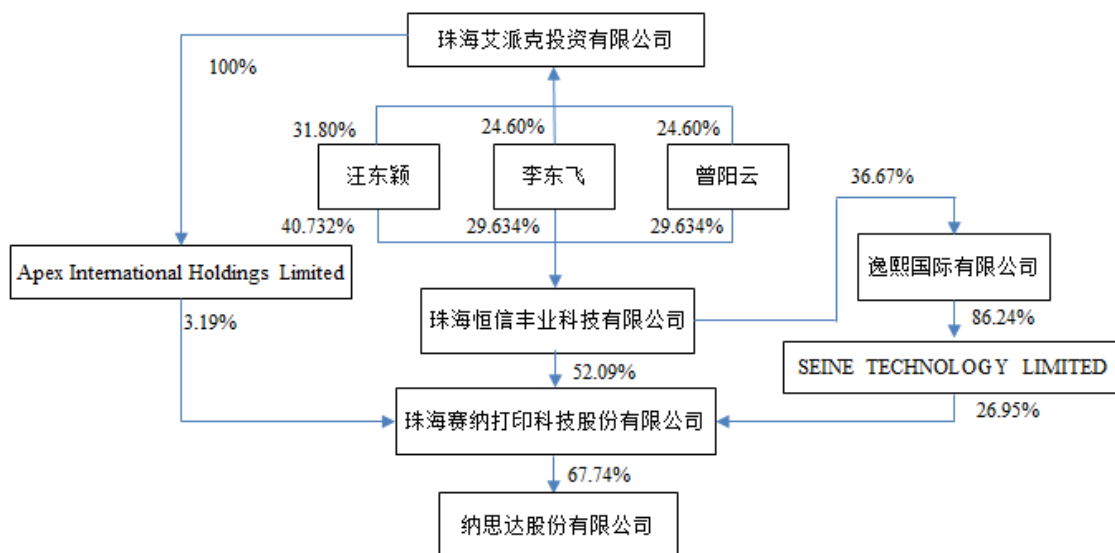 珠海艾派克投资有限公司
100%
31.80%
24.60%
24.60%
汪东颖
李东飞
曾阳云
36.67%
40.732%
29.634%
29.634%
Apex International Holdings Limited
逸熙国际有限公司
3.19%
珠海恒信丰业科技有限公司
86.24%
52.09%
SEINE TECHNOLOGY LIMITED
珠海赛纳打印科技股份有限公司
26.95%
67.74%
纳思达股份有限公司